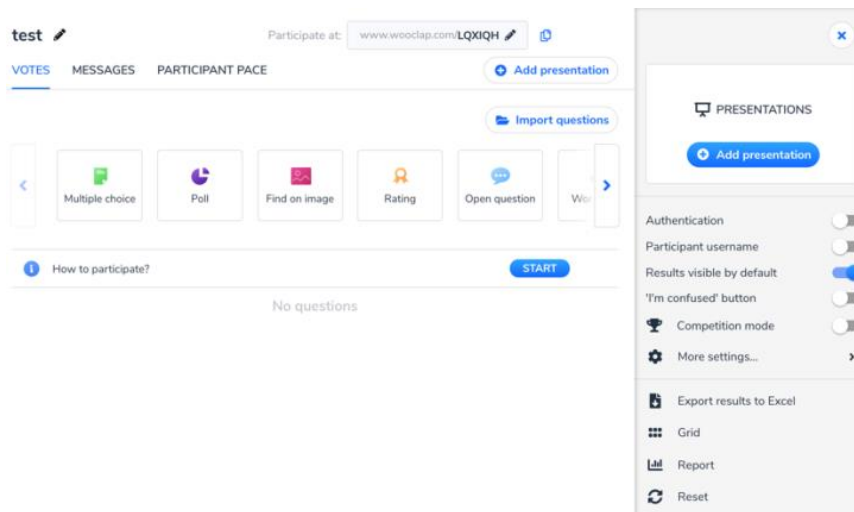 test
Participate at: www.wooclap.com/LQXIQH
VOTES MESSAGES PARTICIPANT PACE
Add presentation
Import questions
Multiple choice
Poll
Find on image
Rating
Open question
How to participate?
START
No questions
PRESENTATIONS
Add presentation
Authentication
Participant username
Results visible by default
'I'm confused' button
Competition mode
More settings...
Export results to Excel
Grid
Report
Reset